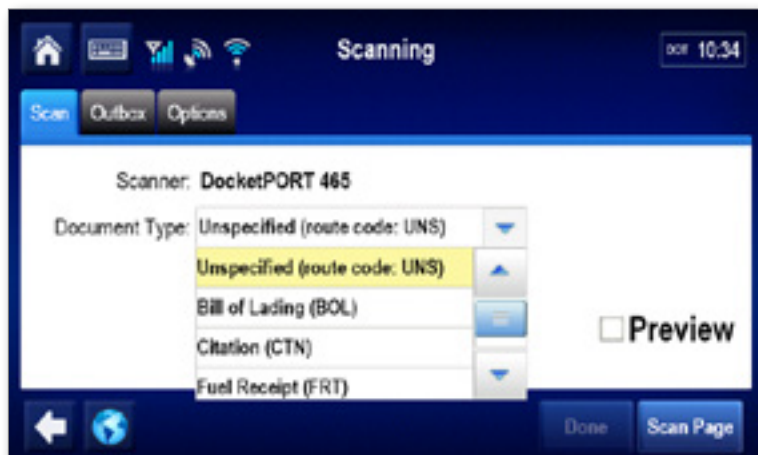 Scanning
10:34
Scan Outbox Options
Scanner: DocketPORT 465
Document Type: Unspecified (route code: UNS)
Unspecified (route code: UNS)
Bill of Lading (BOL)
Citation (CTN)
Fuel Receipt (FRT)
Preview
Done Scan Page